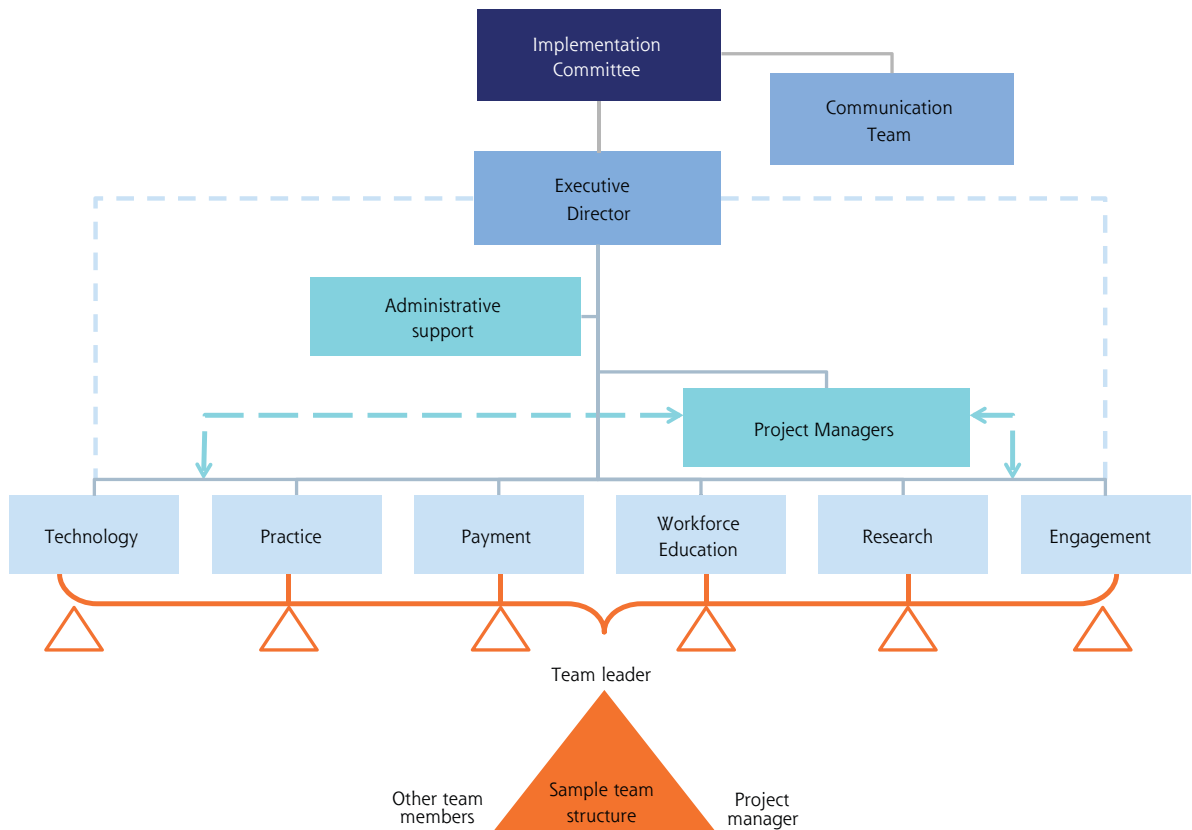 Implementation
Committee
Communication
Team
Executive
Director
Administrative
support
Project Managers
Technology
Practice
Payment
Workforce
Education
Research
Engagement
Team leader
Sample team
structure
Other team
members
Project
manager